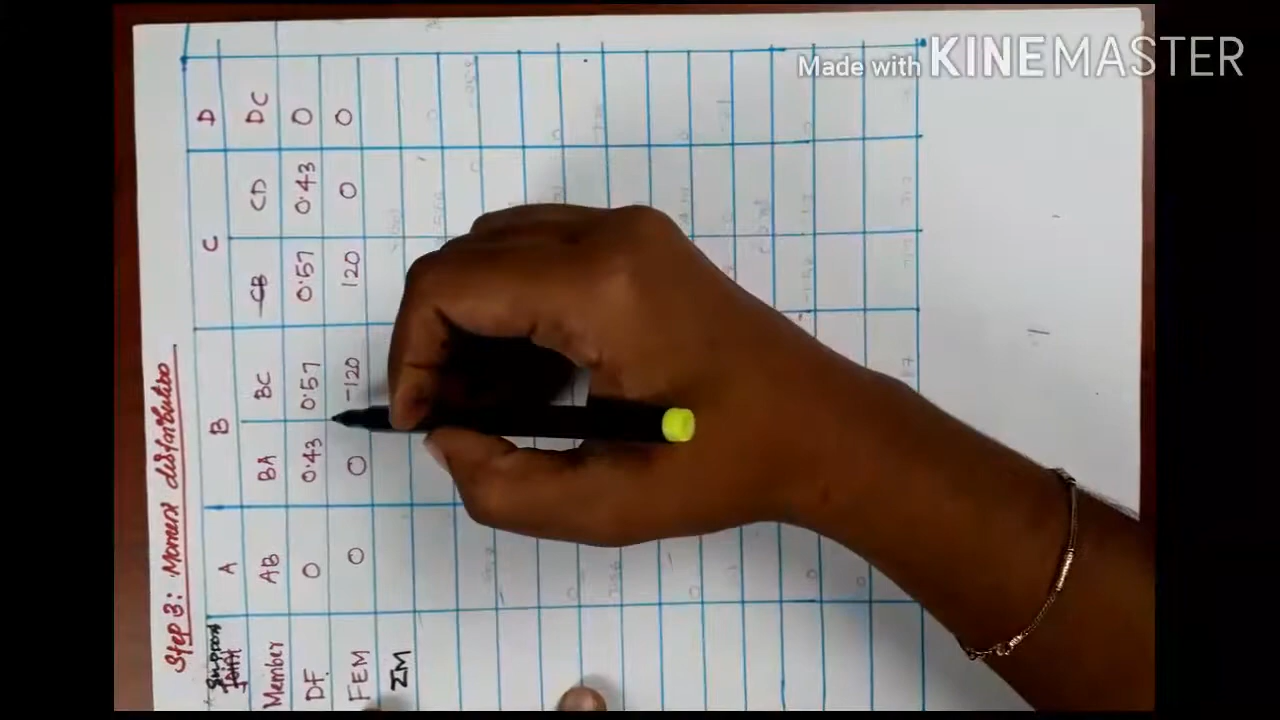 Made with KINEMASTER
Step 3: Moment distribution
Support A B C D
Joint
Member AB BA BC CB CD DC
DF 0 0.43 0.57 0.57 0.43 0
FEM 0 0 -120 120 0 0
ΣM